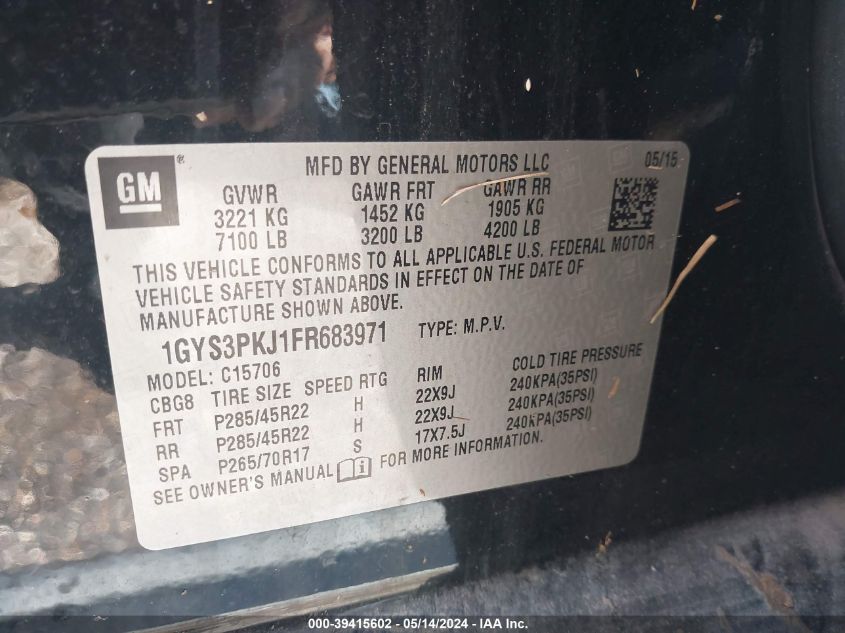 GM ®
MFD BY GENERAL MOTORS LLC 05/15
GVWR GAWR FRT GAWR RR
3221 KG 1452 KG 1905 KG
7100 LB 3200 LB 4200 LB
THIS VEHICLE CONFORMS TO ALL APPLICABLE U.S. FEDERAL MOTOR
VEHICLE SAFETY STANDARDS IN EFFECT ON THE DATE OF
MANUFACTURE SHOWN ABOVE.
1GYS3PKJ1FR683971 TYPE: M.P.V.
MODEL: C15706
CBG8 TIRE SIZE SPEED RTG RIM COLD TIRE PRESSURE
FRT P285/45R22 H 22X9J 240KPA(35PSI)
RR P285/45R22 H 22X9J 240KPA(35PSI)
SPA P265/70R17 S 17X7.5J 240KPA(35PSI)
SEE OWNER'S MANUAL FOR MORE INFORMATION.
000-39415602 - 05/14/2024 - IAA Inc.